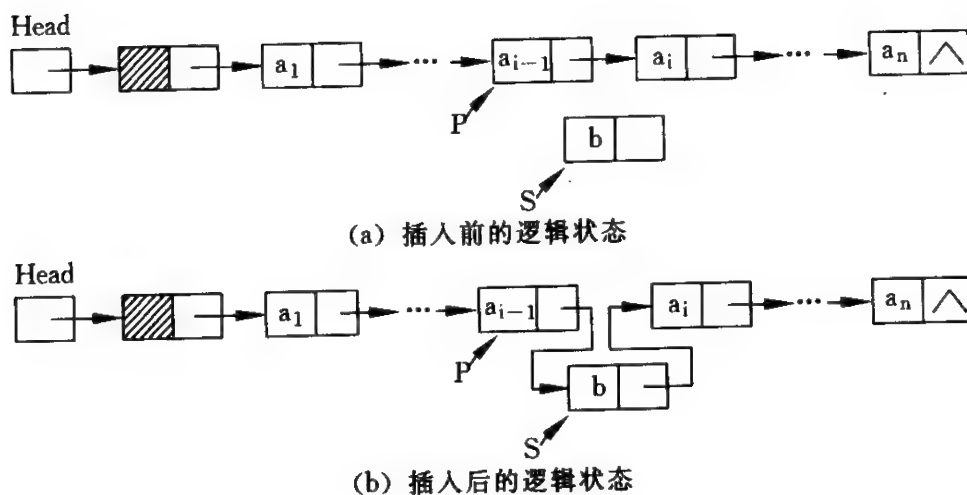 Head
a₁ ··· aᵢ₋₁ aᵢ ··· aₙ ∧
P
b
S
(a) 插入前的逻辑状态
Head
a₁ ··· aᵢ₋₁ aᵢ ··· aₙ ∧
P
b
S
(b) 插入后的逻辑状态